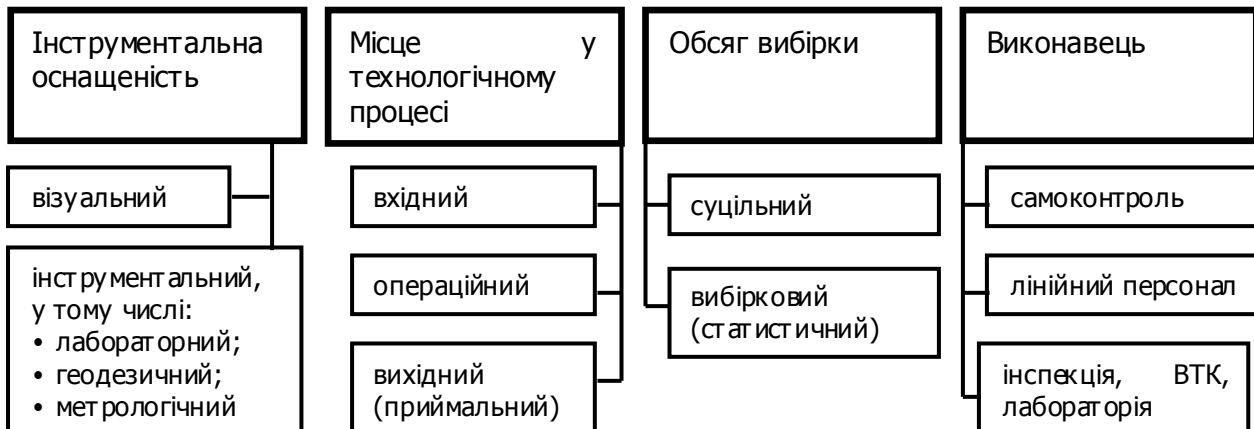 Інструментальна
оснащеність
Місце у
технологічному
процесі
Обсяг вибірки
Виконавець
візуальний
інструментальний,
у тому числі:
• лабораторний;
• геодезичний;
• метрологічний
вхідний
операційний
вихідний
(приймальний)
суцільний
вибірковий
(статистичний)
самоконтроль
лінійний персонал
інспекція, ВТК,
лабораторія